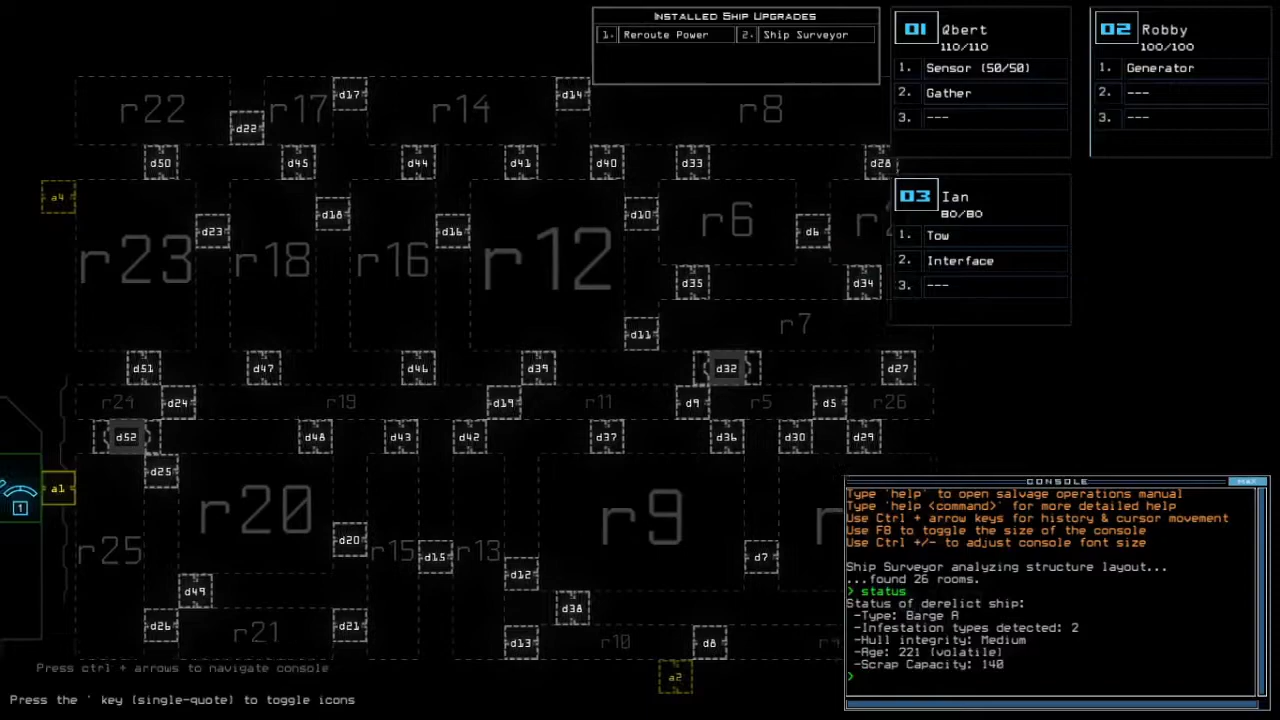 Installed Ship Upgrades
1. Reroute Power 2. Ship Surveyor
01 Qbert
110/110
1. Sensor (50/50)
2. Gather
3. ---
02 Robby
100/100
1. Generator
2. ---
3. ---
03 Ian
80/80
1. Tow
2. Interface
3. ---
r22 r17 d17 r14 d14 r8
d22
d50 d45 d44 d41 d40 d33 d28
a4
d23 d18 d16 d10 r6 d6
r23 r18 r16 r12
d35 d34
d11 r7
d51 d47 d46 d39 d32 d27
r24 d24 r19 d19 r11 d9 r5 d5 r26
d52 d48 d43 d42 d37 d36 d30 d29
a1 d25
1
r25 r20 d20 r15 d15 r13 d12 r9 d7
d49 d38
d26 r21 d21 d13 r10 d8
a2
CONSOLE MAX
Type 'help' to open salvage operations manual
Type 'help <command>' for more detailed help
Use Ctrl + arrow keys for history & cursor movement
Use F8 to toggle the size of the console
Use Ctrl +/- to adjust console font size
Ship Surveyor analyzing structure layout...
...found 26 rooms.
> status
Status of derelict ship:
-Type: Barge A
-Infestation types detected: 2
-Hull integrity: Medium
-Age: 221 (volatile)
-Scrap Capacity: 140
>
Press ctrl + arrows to navigate console
Press the ' key (single-quote) to toggle icons